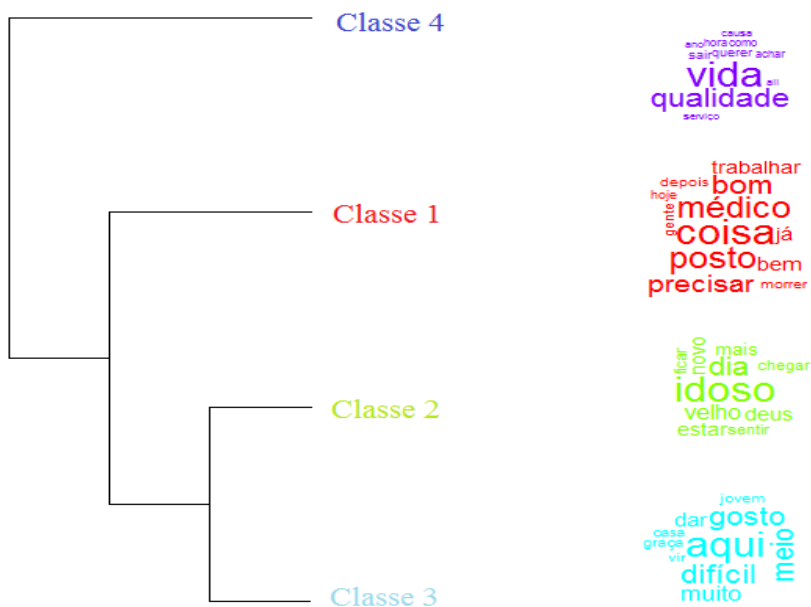 Classe 4
causa
ano hora como
sair querer achar
vida ali
qualidade
serviço
Classe 1
trabalhar
depois bom
hoje
gente médico
coisa já
posto bem
precisar morrer
Classe 2
ficar novo mais
dia chegar
idoso
velho deus
estar sentir
Classe 3
jovem
dar gosto
casa
graça aqui meio
vir
difícil
muito